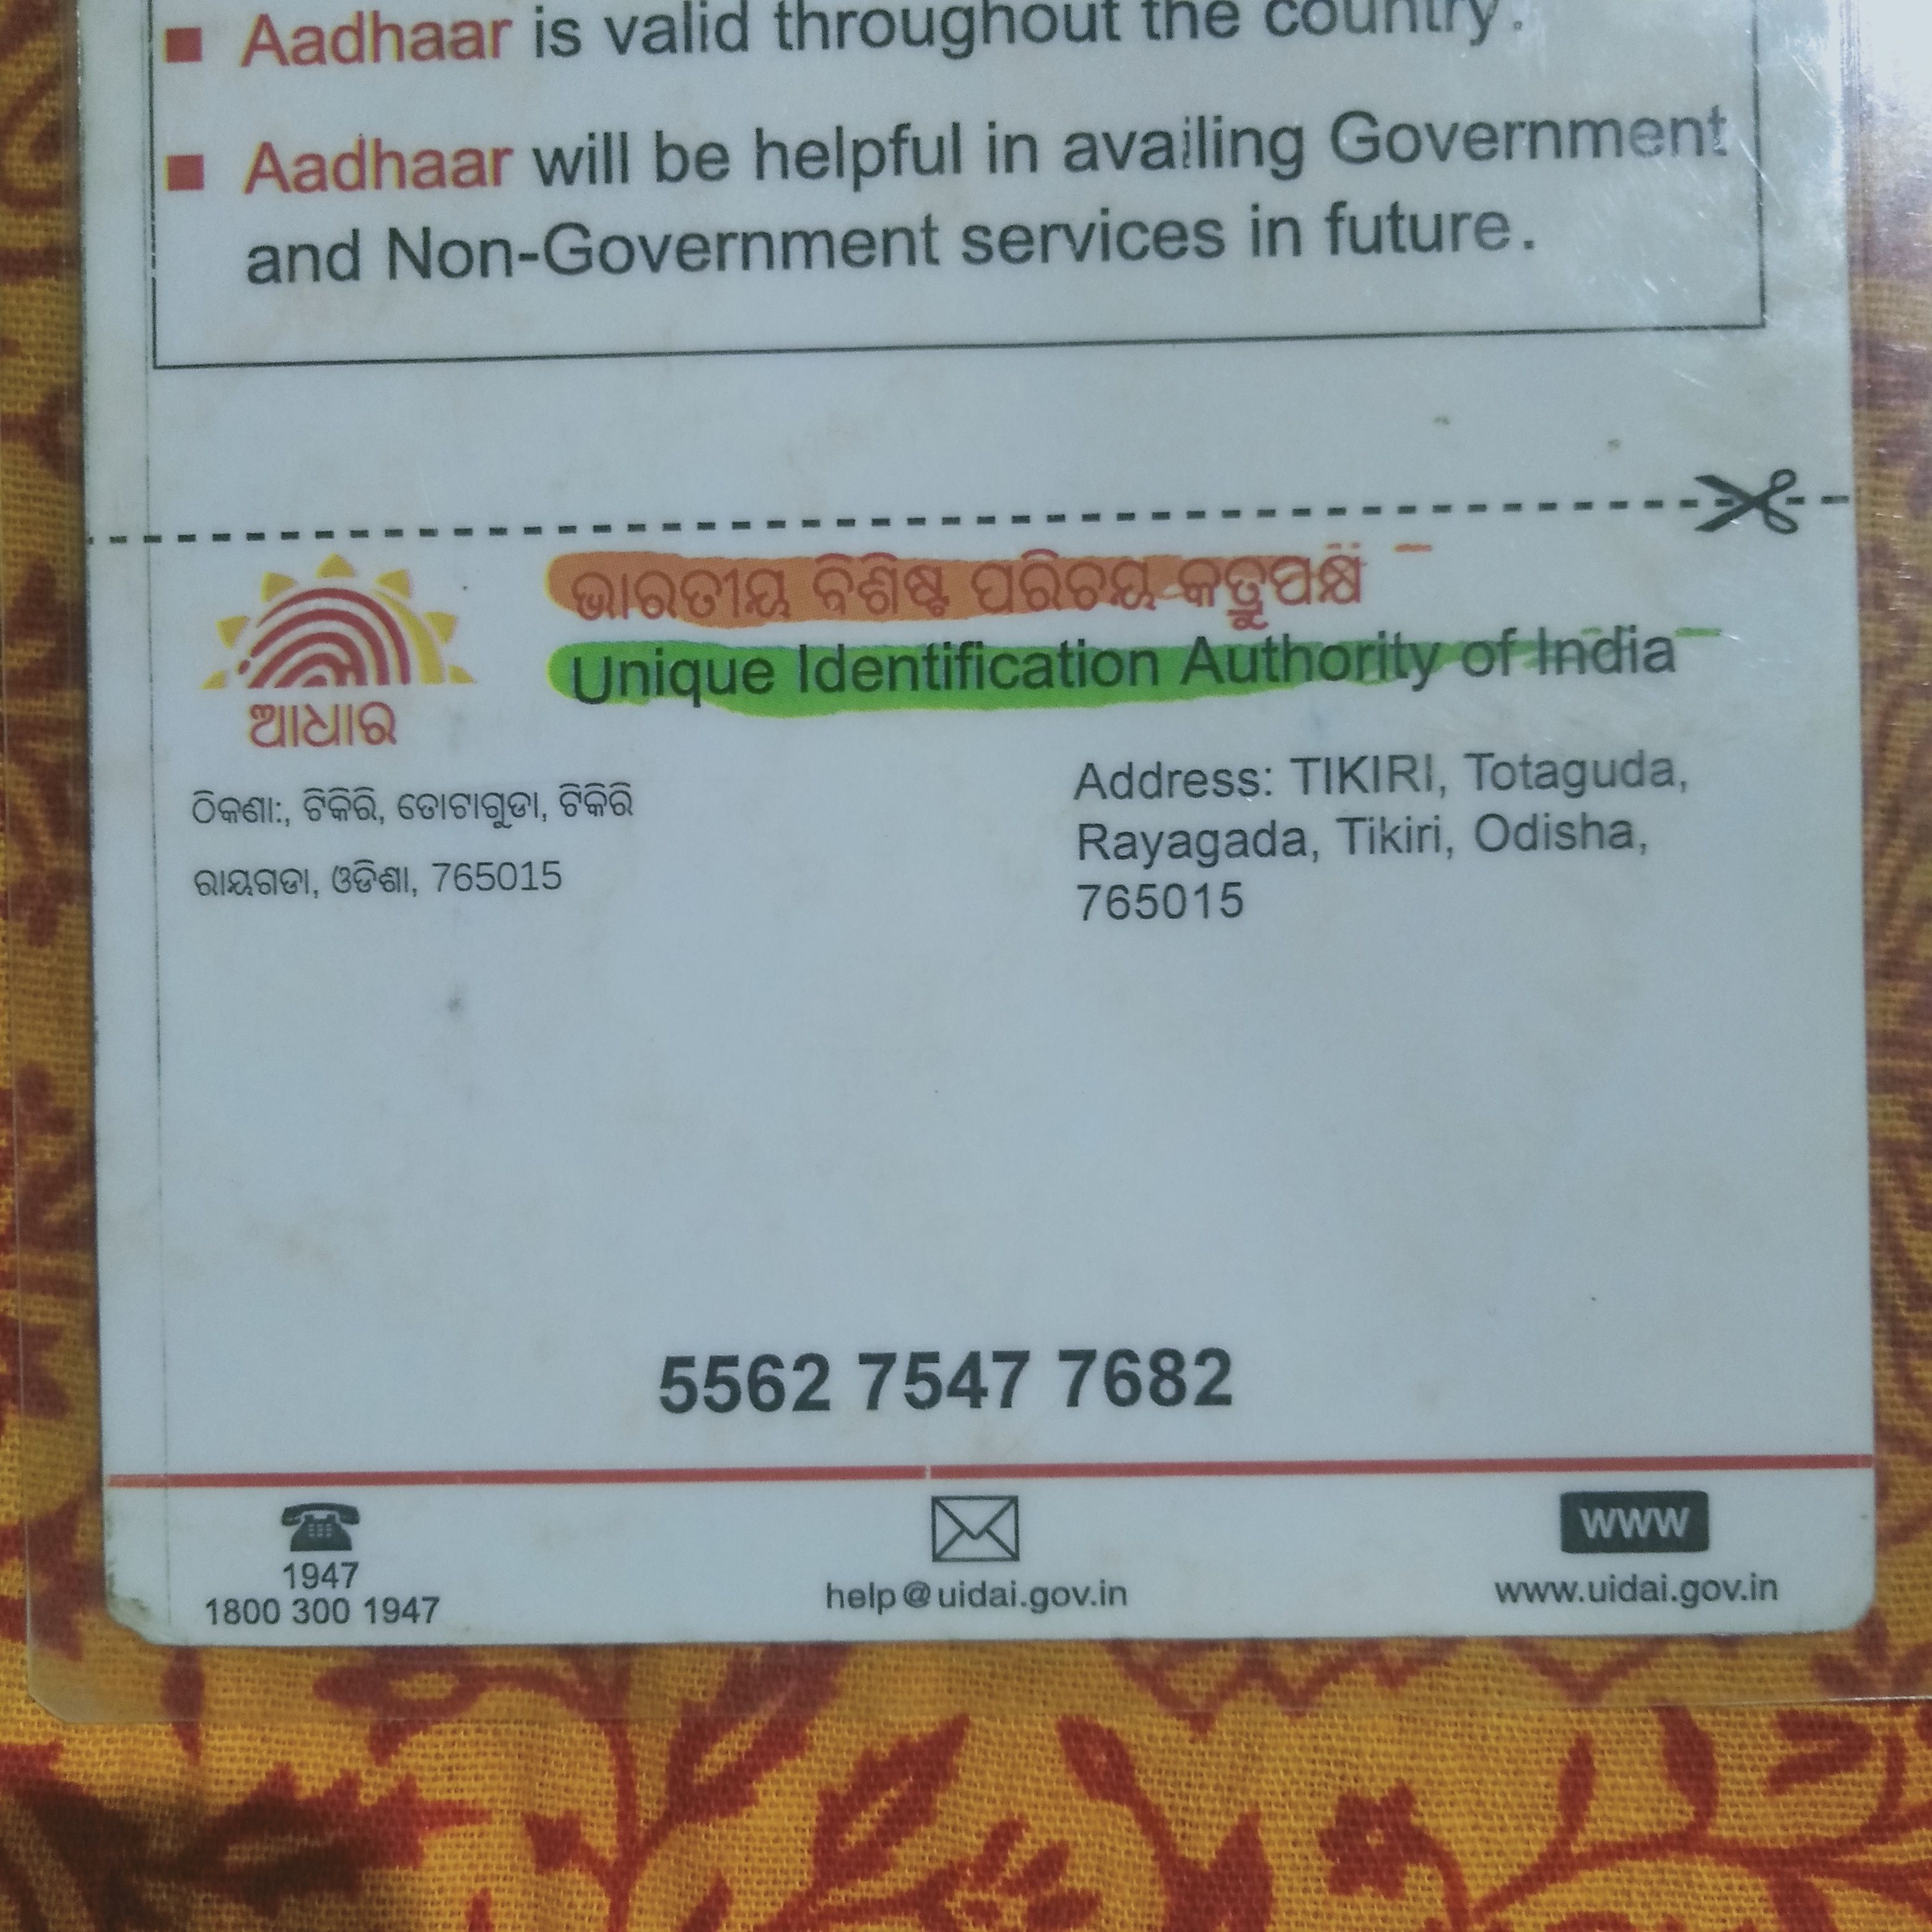 Aadhaar is valid throughout the country.
Aadhaar will be helpful in availing Government
and Non-Government services in future.
ଭାରତୀୟ ବିଶିଷ୍ଟ ପରିଚୟ କର୍ତ୍ତୃପକ୍ଷ
Unique Identification Authority of India
ଆଧାର
ଠିକଣା:, ଟିକିରି, ତୋଟାଗୁଡା, ଟିକିରି
ରାୟଗଡା, ଓଡିଶା, 765015
Address: TIKIRI, Totaguda,
Rayagada, Tikiri, Odisha,
765015
5562 7547 7682
1947
1800 300 1947
help@uidai.gov.in
www
www.uidai.gov.in